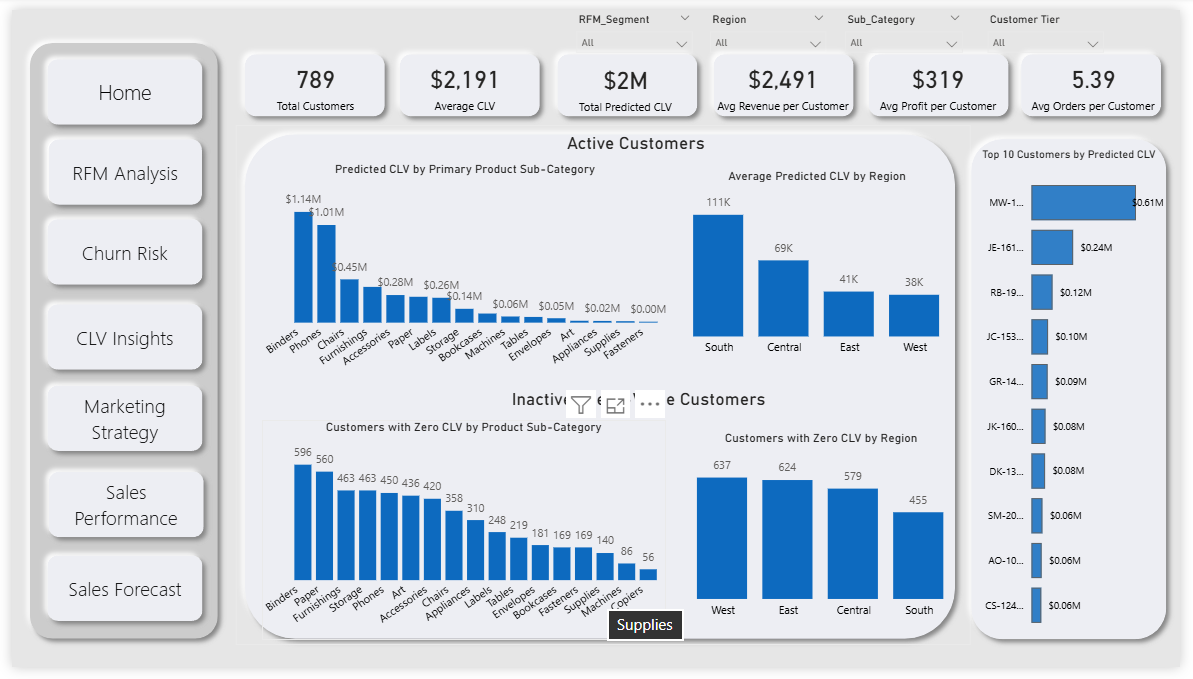 RFM_Segment
All
Region
All
Sub_Category
All
Customer Tier
All
Home
RFM Analysis
Churn Risk
CLV Insights
Marketing
Strategy
Sales
Performance
Sales Forecast
789
Total Customers
$2,191
Average CLV
$2M
Total Predicted CLV
$2,491
Avg Revenue per Customer
$319
Avg Profit per Customer
5.39
Avg Orders per Customer
Active Customers
Predicted CLV by Primary Product Sub-Category
$1.14M
$1.01M
$0.45M
$0.28M
$0.26M
$0.14M
$0.06M
$0.05M
$0.02M
$0.00M
Binders
Phones
Chairs
Furnishings
Accessories
Paper
Labels
Storage
Bookcases
Machines
Tables
Envelopes
Art
Appliances
Supplies
Fasteners
Average Predicted CLV by Region
111K
69K
41K
38K
South
Central
East
West
Inactive
e Customers
Customers with Zero CLV by Product Sub-Category
596
560
463
463
450
436
420
358
310
248
219
181
169
169
140
86
56
Binders
Paper
Furnishings
Storage
Phones
Art
Accessories
Chairs
Appliances
Labels
Tables
Envelopes
Bookcases
Fasteners
Supplies
Machines
Copiers
Supplies
Customers with Zero CLV by Region
637
624
579
455
West
East
Central
South
Top 10 Customers by Predicted CLV
MW-1... $0.61M
JE-161... $0.24M
RB-19... $0.12M
JC-153... $0.10M
GR-14... $0.09M
JK-160... $0.08M
DK-13... $0.08M
SM-20... $0.06M
AO-10... $0.06M
CS-124... $0.06M